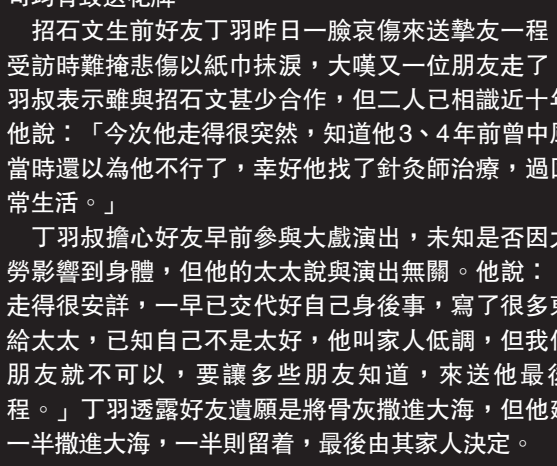 招石文生前好友丁羽昨日一臉哀傷來送摯友一程
受訪時難掩悲傷以紙巾抹淚，大嘆又一位朋友走了
羽叔表示雖與招石文甚少合作，但二人已相識近十年
他說：「今次他走得很突然，知道他3、4年前曾中風
當時還以為他不行了，幸好他找了針灸師治療，過回
常生活。」
丁羽叔擔心好友早前參與大戲演出，未知是否因太
勞影響到身體，但他的太太說與演出無關。他說：
走得很安詳，一早已交代好自己身後事，寫了很多東
給太太，已知自己不是太好，他叫家人低調，但我們
朋友就不可以，要讓多些朋友知道，來送他最後
程。」丁羽透露好友遺願是將骨灰撒進大海，但他建
一半撒進大海，一半則留着，最後由其家人決定。